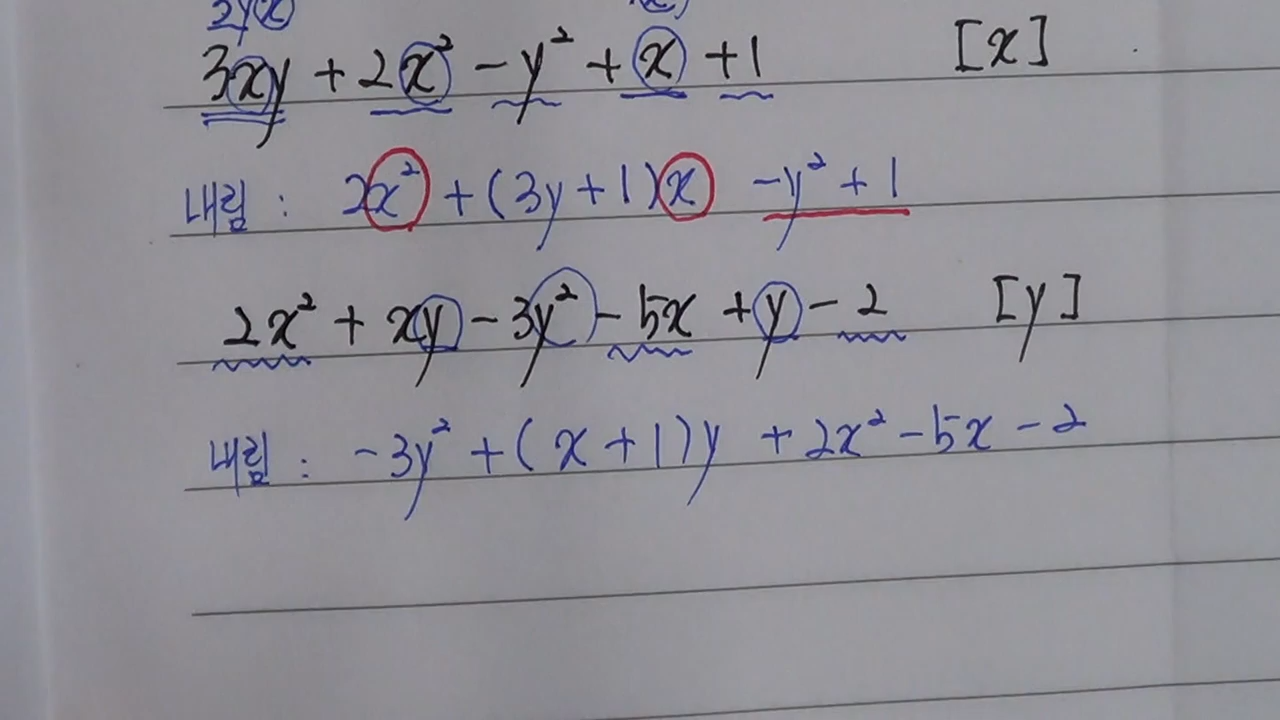 3xy + 2x² - y² + x + 1 [x]
내림 : 2x² + (3y + 1)x - y² + 1
2x² + xy - 3y² - 5x + y - 2 [y]
내림 : -3y² + (x + 1)y + 2x² - 5x - 2